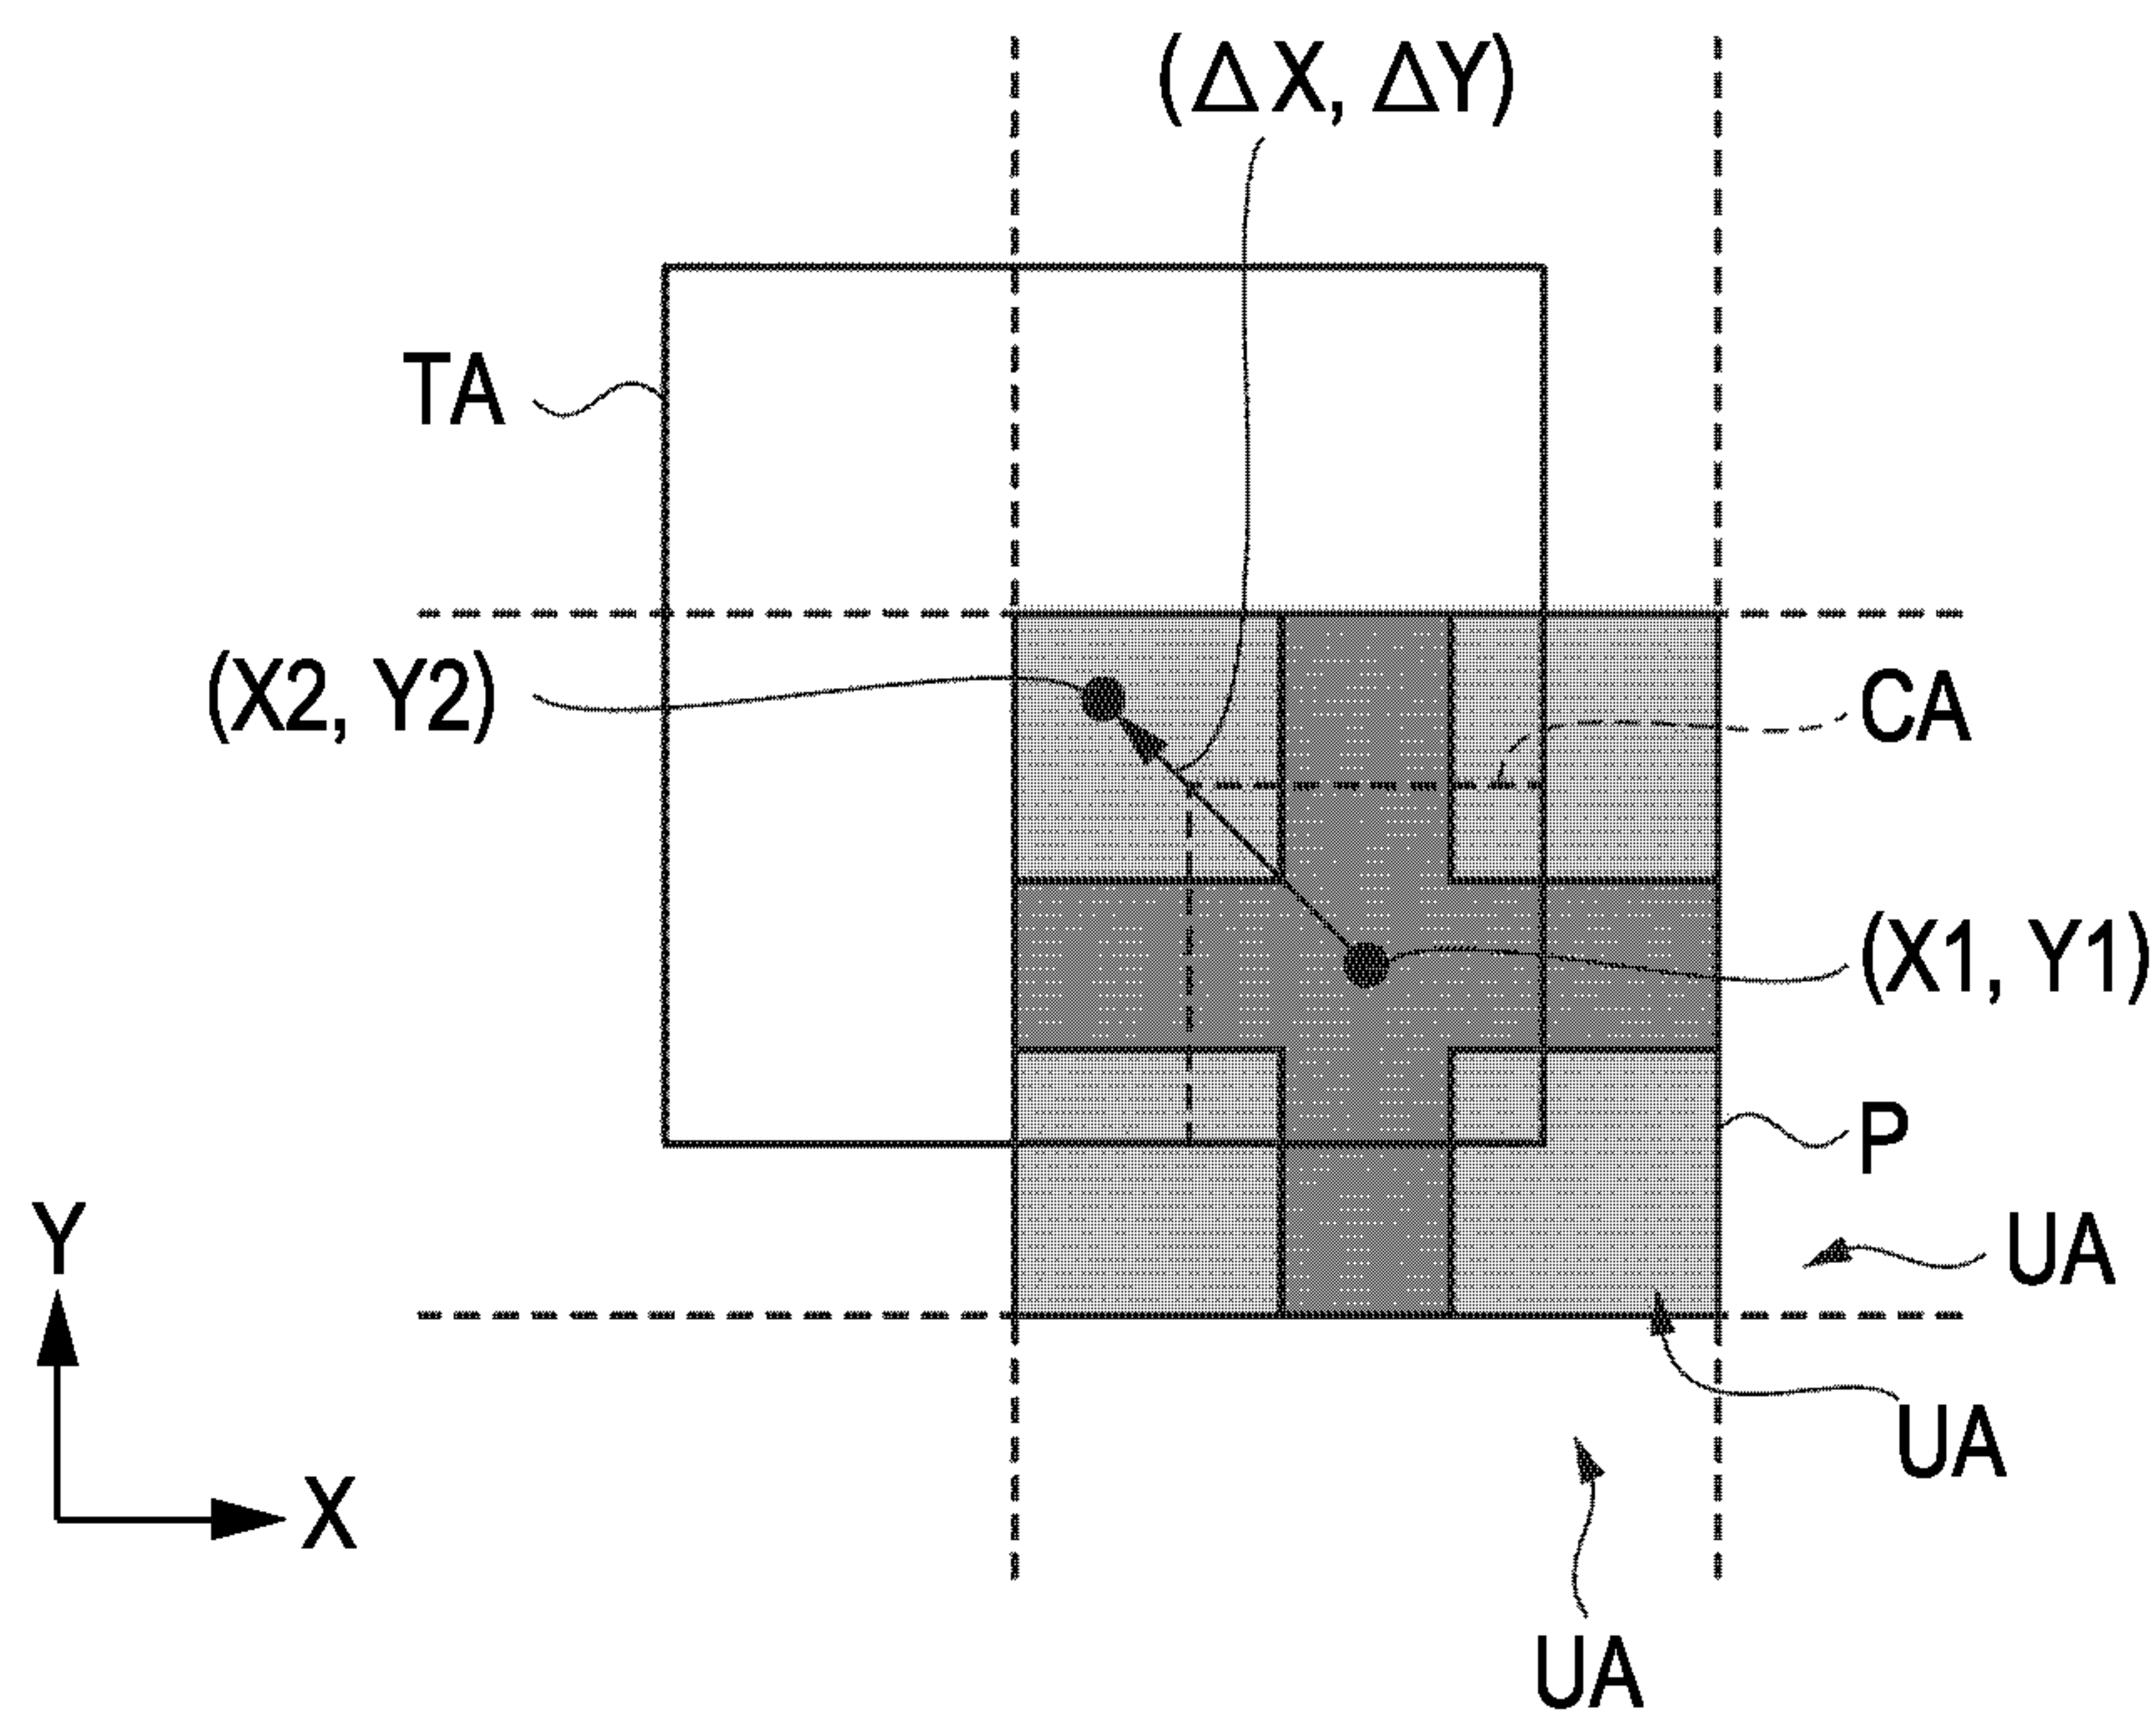 (ΔX, ΔY)
TA
(X2, Y2)
CA
(X1, Y1)
P
UA
Y
UA
X
UA